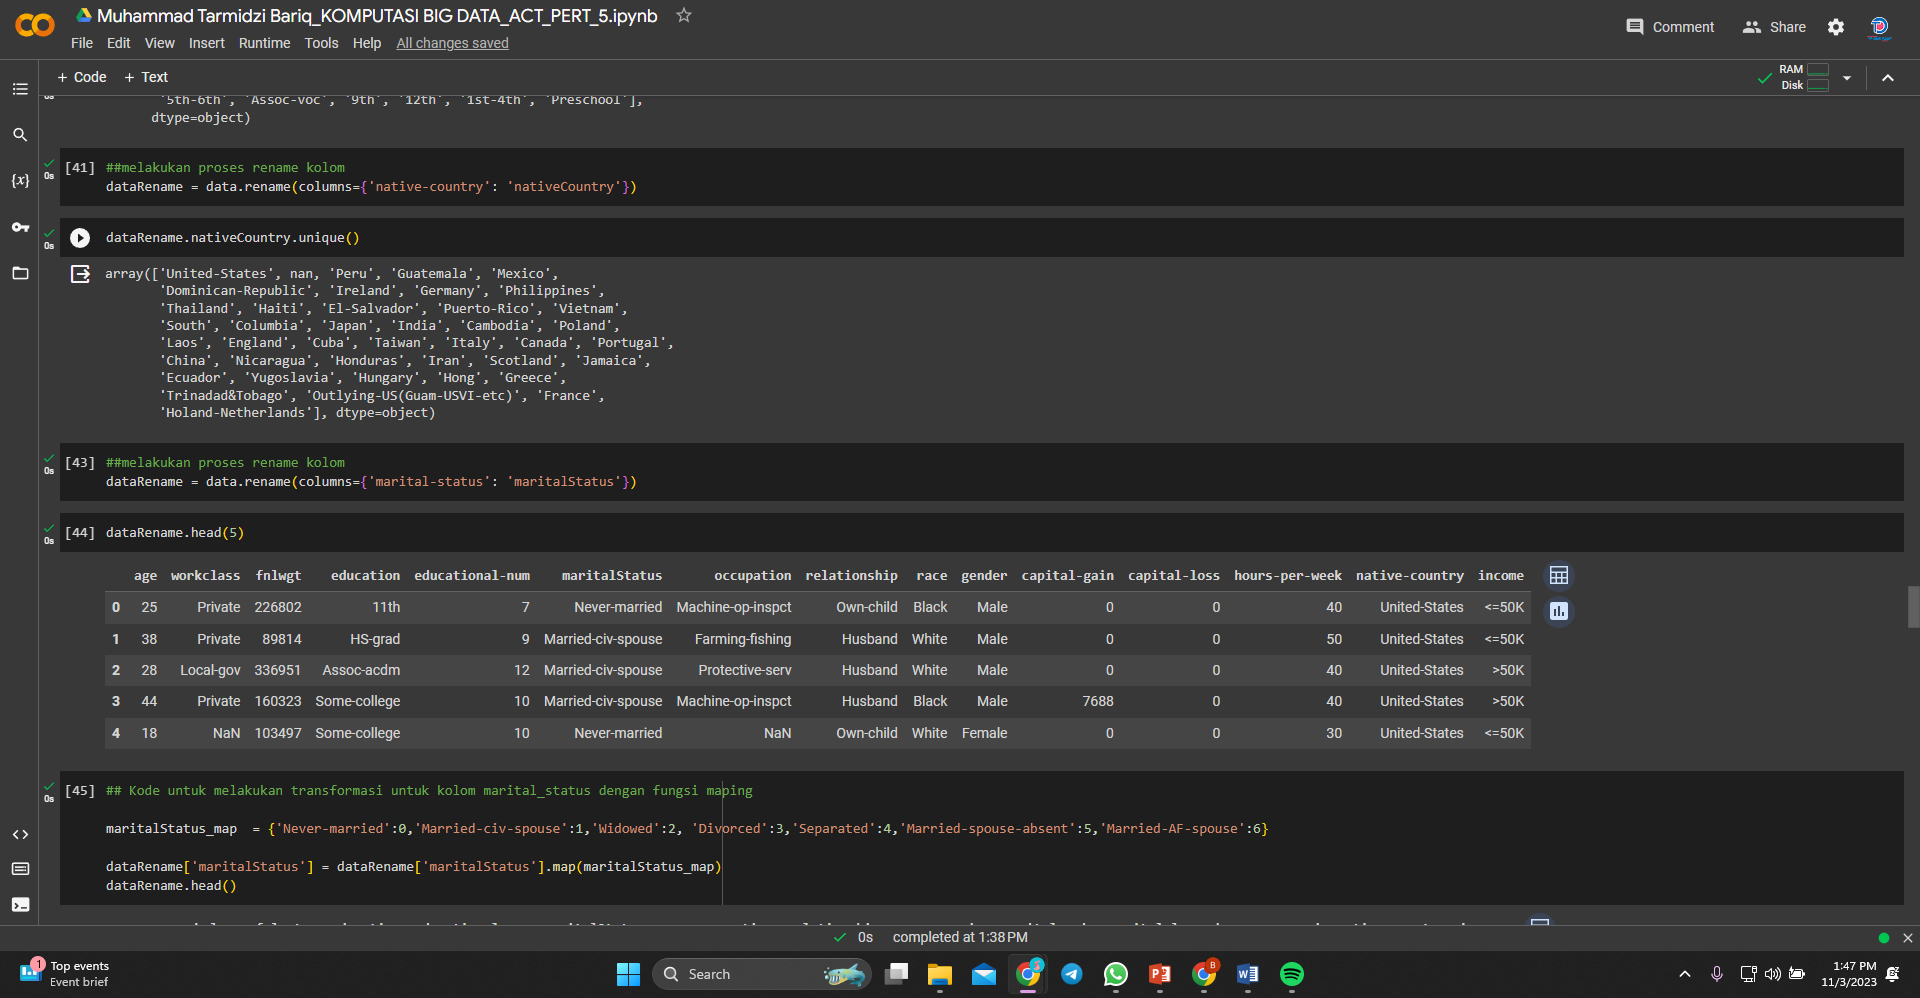 Muhammad Tarmidzi Bariq_KOMPUTASI BIG DATA_ACT_PERT_5.ipynb
File Edit View Insert Runtime Tools Help All changes saved
Comment Share
+ Code + Text
RAM
Disk
'5th-6th', 'Assoc-voc', '9th', '12th', '1st-4th', 'Preschool'],
dtype=object)
0s [41] ##melakukan proses rename kolom
dataRename = data.rename(columns={'native-country': 'nativeCountry'})
0s dataRename.nativeCountry.unique()
array(['United-States', nan, 'Peru', 'Guatemala', 'Mexico',
'Dominican-Republic', 'Ireland', 'Germany', 'Philippines',
'Thailand', 'Haiti', 'El-Salvador', 'Puerto-Rico', 'Vietnam',
'South', 'Columbia', 'Japan', 'India', 'Cambodia', 'Poland',
'Laos', 'England', 'Cuba', 'Taiwan', 'Italy', 'Canada', 'Portugal',
'China', 'Nicaragua', 'Honduras', 'Iran', 'Scotland', 'Jamaica',
'Ecuador', 'Yugoslavia', 'Hungary', 'Hong', 'Greece',
'Trinadad&Tobago', 'Outlying-US(Guam-USVI-etc)', 'France',
'Holand-Netherlands'], dtype=object)
0s [43] ##melakukan proses rename kolom
dataRename = data.rename(columns={'marital-status': 'maritalStatus'})
0s [44] dataRename.head(5)
age workclass fnlwgt education educational-num maritalStatus occupation relationship race gender capital-gain capital-loss hours-per-week native-country income
0 25 Private 226802 11th 7 Never-married Machine-op-inspct Own-child Black Male 0 0 40 United-States <=50K
1 38 Private 89814 HS-grad 9 Married-civ-spouse Farming-fishing Husband White Male 0 0 50 United-States <=50K
2 28 Local-gov 336951 Assoc-acdm 12 Married-civ-spouse Protective-serv Husband White Male 0 0 40 United-States >50K
3 44 Private 160323 Some-college 10 Married-civ-spouse Machine-op-inspct Husband Black Male 7688 0 40 United-States >50K
4 18 NaN 103497 Some-college 10 Never-married NaN Own-child White Female 0 0 30 United-States <=50K
0s [45] ## Kode untuk melakukan transformasi untuk kolom marital_status dengan fungsi maping
maritalStatus_map = {'Never-married':0,'Married-civ-spouse':1,'Widowed':2, 'Divorced':3,'Separated':4,'Married-spouse-absent':5,'Married-AF-spouse':6}
dataRename['maritalStatus'] = dataRename['maritalStatus'].map(maritalStatus_map)
dataRename.head()
0s completed at 1:38 PM
1 Top events
Event brief
Search
1:47 PM
11/3/2023